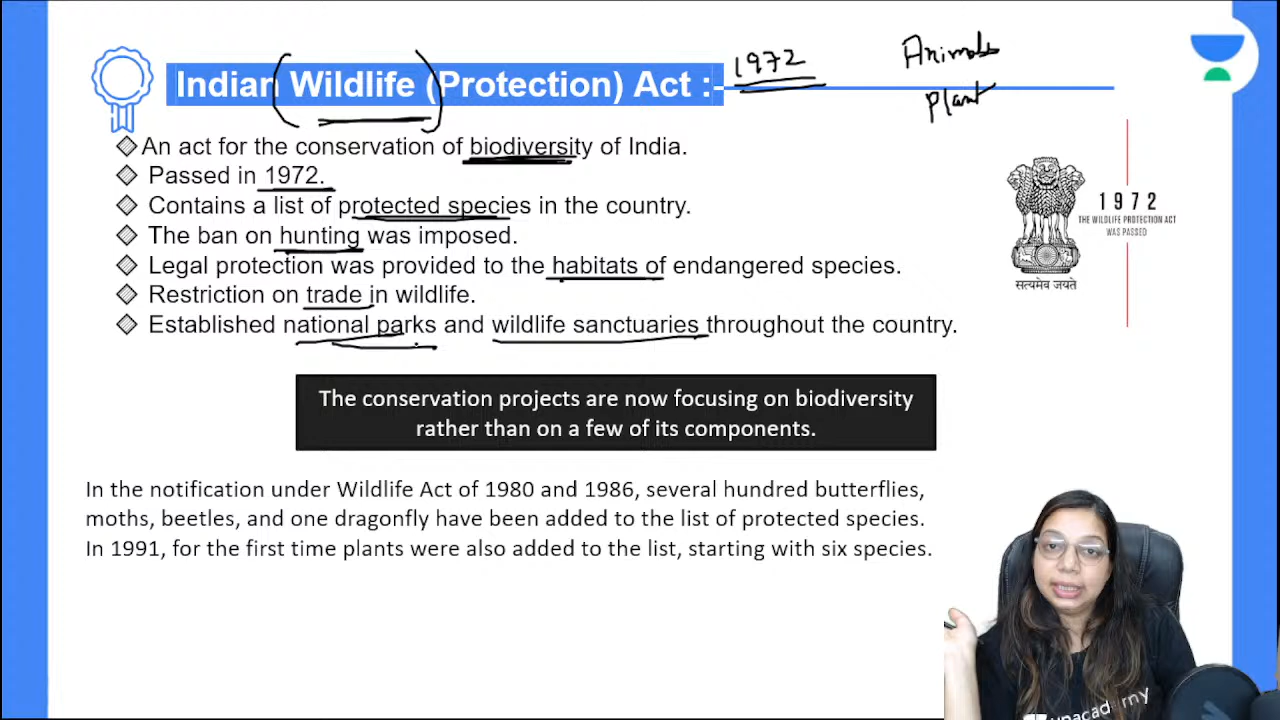 Indian Wildlife (Protection) Act :-
1972
Animals
Plant
An act for the conservation of biodiversity of India.
Passed in 1972.
Contains a list of protected species in the country.
The ban on hunting was imposed.
Legal protection was provided to the habitats of endangered species.
Restriction on trade in wildlife.
Established national parks and wildlife sanctuaries throughout the country.
1972
THE WILDLIFE PROTECTION ACT
WAS PASSED
सत्यमेव जयते
The conservation projects are now focusing on biodiversity
rather than on a few of its components.
In the notification under Wildlife Act of 1980 and 1986, several hundred butterflies,
moths, beetles, and one dragonfly have been added to the list of protected species.
In 1991, for the first time plants were also added to the list, starting with six species.
unacademy